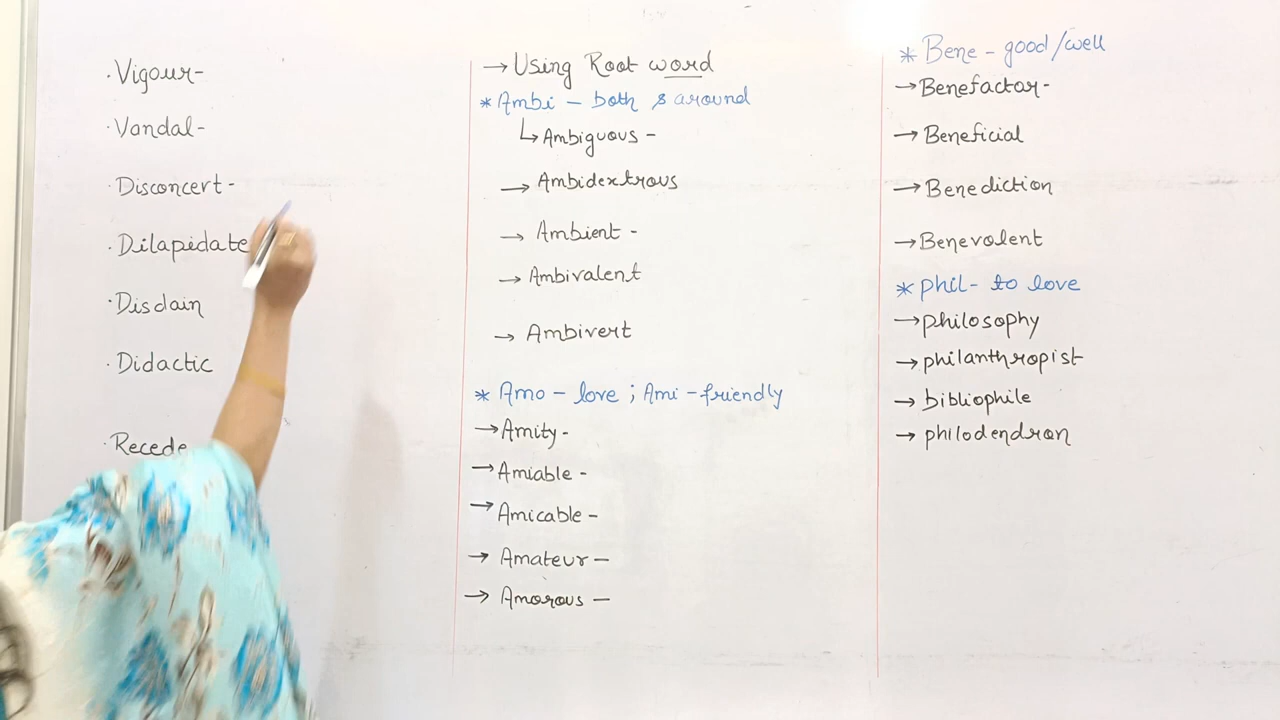 · Vigour-
· Vandal-
· Disconcert-
· Dilapidate
· Disdain
· Didactic
· Recede
→ Using Root word
* Ambi - both & around
↳ Ambiguous -
→ Ambidextrous
→ Ambient -
→ Ambivalent
→ Ambivert
* Amo - love ; Ami - friendly
→ Amity -
→ Amiable -
→ Amicable -
→ Amateur -
→ Amorous -
* Bene - good/well
→ Benefactor -
→ Beneficial
→ Benediction
→ Benevolent
* phil - to love
→ philosophy
→ philanthropist
→ bibliophile
→ philodendron